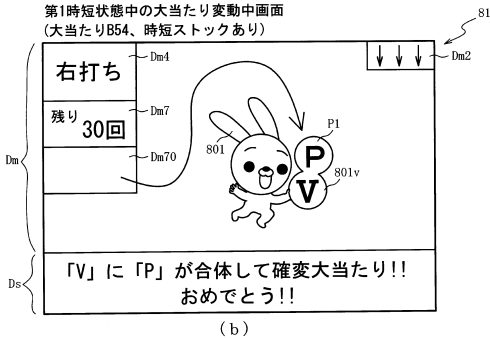 第1時短状態中の大当たり変動中画面
(大当たりB54、時短ストックあり)
81
Dm4
右打ち
Dm2
Dm7
残り
30回
P1
P
Dm
Dm70
801
801v
V
「V」に「P」が合体して確変大当たり!!
おめでとう!!
Ds
(b)